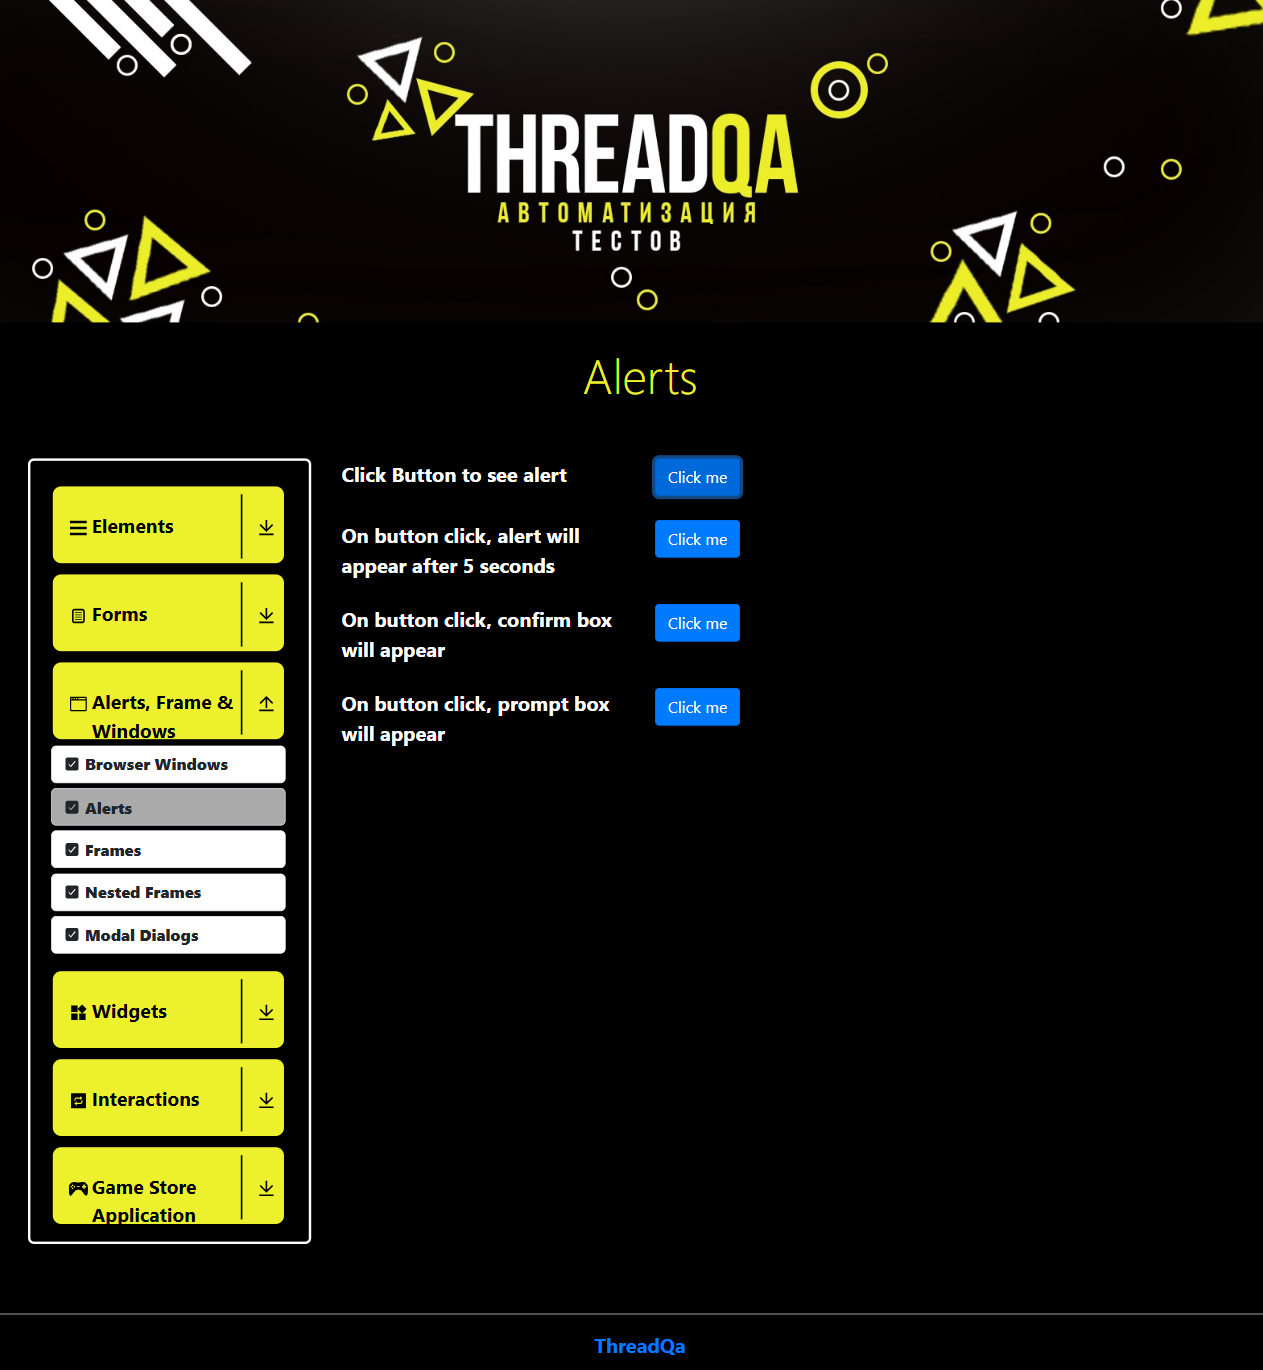 THREADQA
АВТОМАТИЗАЦИЯ
ТЕСТОВ
Alerts
Elements
Forms
Alerts, Frame &
Windows
Browser Windows
Alerts
Frames
Nested Frames
Modal Dialogs
Widgets
Interactions
Game Store
Application
Click Button to see alert
Click me
On button click, alert will
appear after 5 seconds
Click me
On button click, confirm box
will appear
Click me
On button click, prompt box
will appear
Click me
ThreadQa